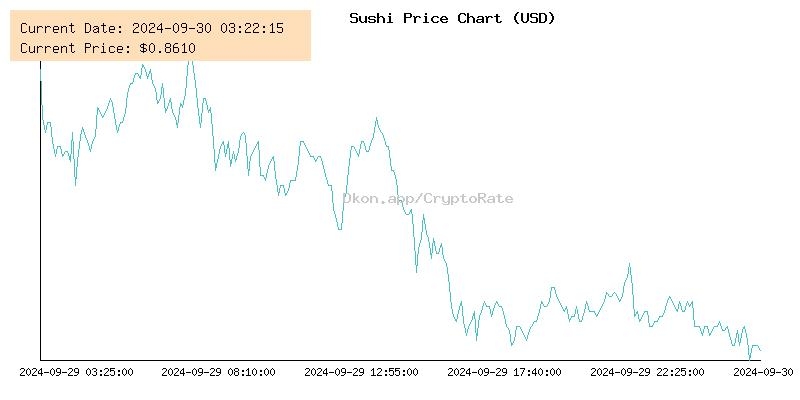 Sushi Price Chart (USD)
Current Date: 2024-09-30 03:22:15
Current Price: $0.8610
Dkon.app/CryptoRate
2024-09-29 03:25:00 2024-09-29 08:10:00 2024-09-29 12:55:00 2024-09-29 17:40:00 2024-09-29 22:25:00 2024-09-30